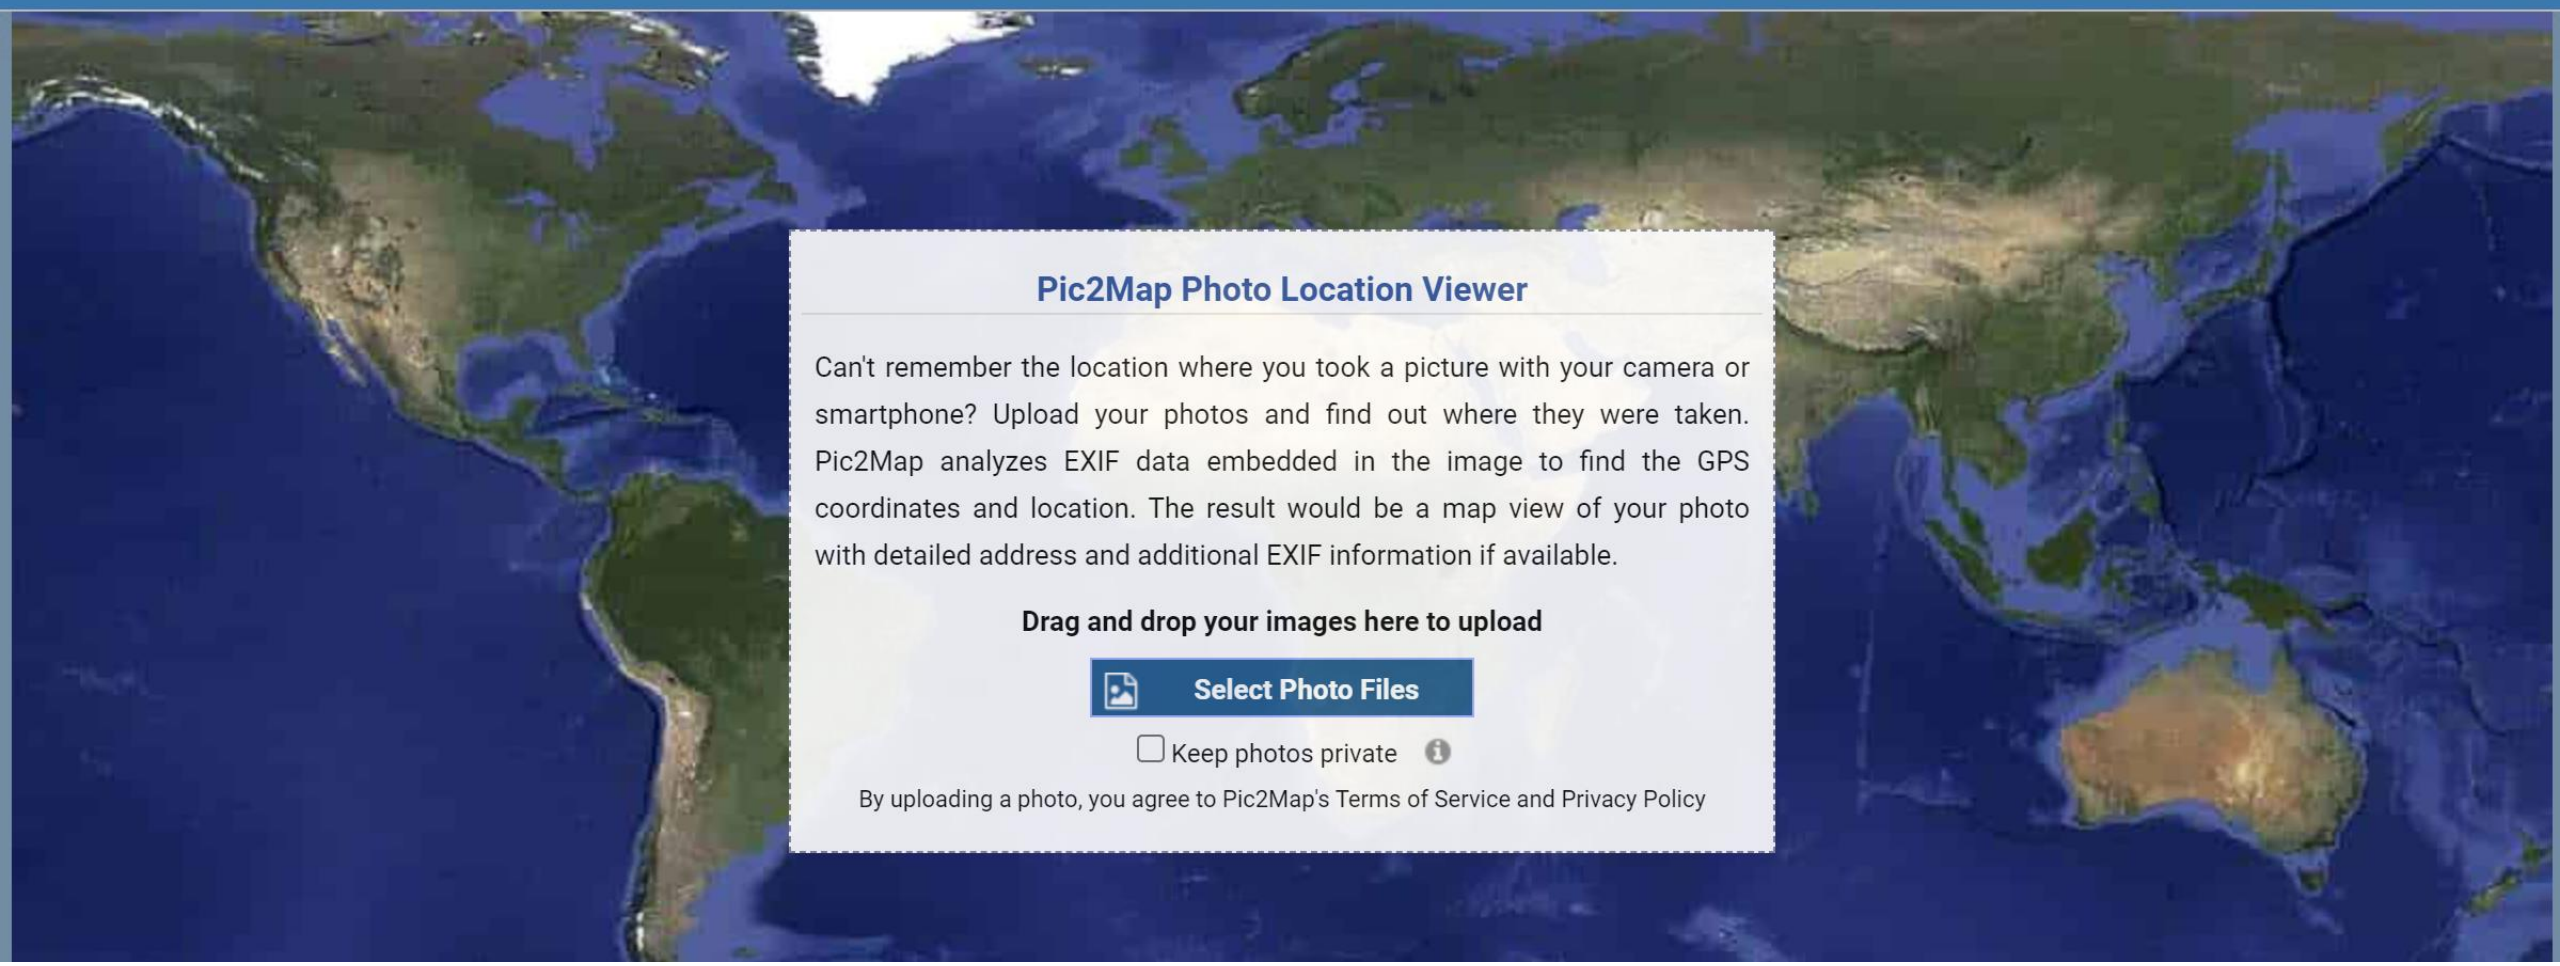 Pic2Map Photo Location Viewer
Can't remember the location where you took a picture with your camera or
smartphone? Upload your photos and find out where they were taken.
Pic2Map analyzes EXIF data embedded in the image to find the GPS
coordinates and location. The result would be a map view of your photo
with detailed address and additional EXIF information if available.
Drag and drop your images here to upload
Select Photo Files
Keep photos private
By uploading a photo, you agree to Pic2Map's Terms of Service and Privacy Policy